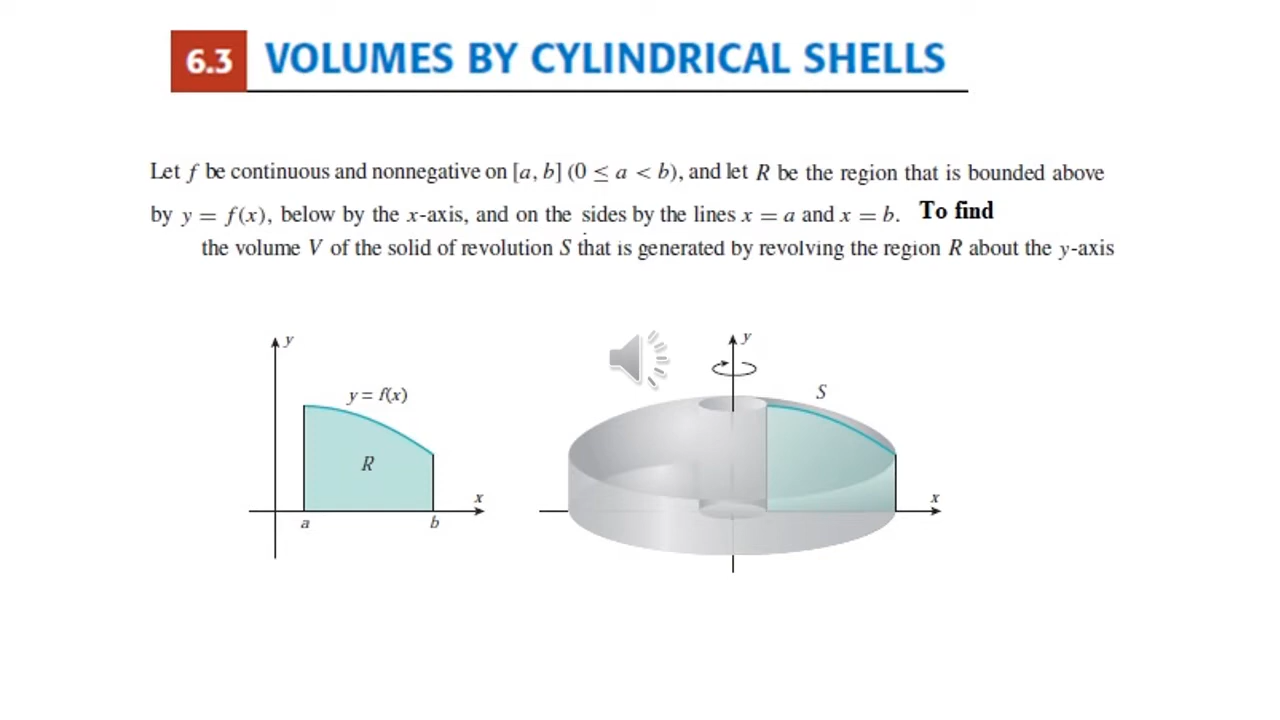 6.3 VOLUMES BY CYLINDRICAL SHELLS
Let f be continuous and nonnegative on [a, b] (0 ≤ a < b), and let R be the region that is bounded above
by y = f(x), below by the x-axis, and on the sides by the lines x = a and x = b. To find
the volume V of the solid of revolution S that is generated by revolving the region R about the y-axis
y
y = f(x)
R
x
a
b
y
S
x